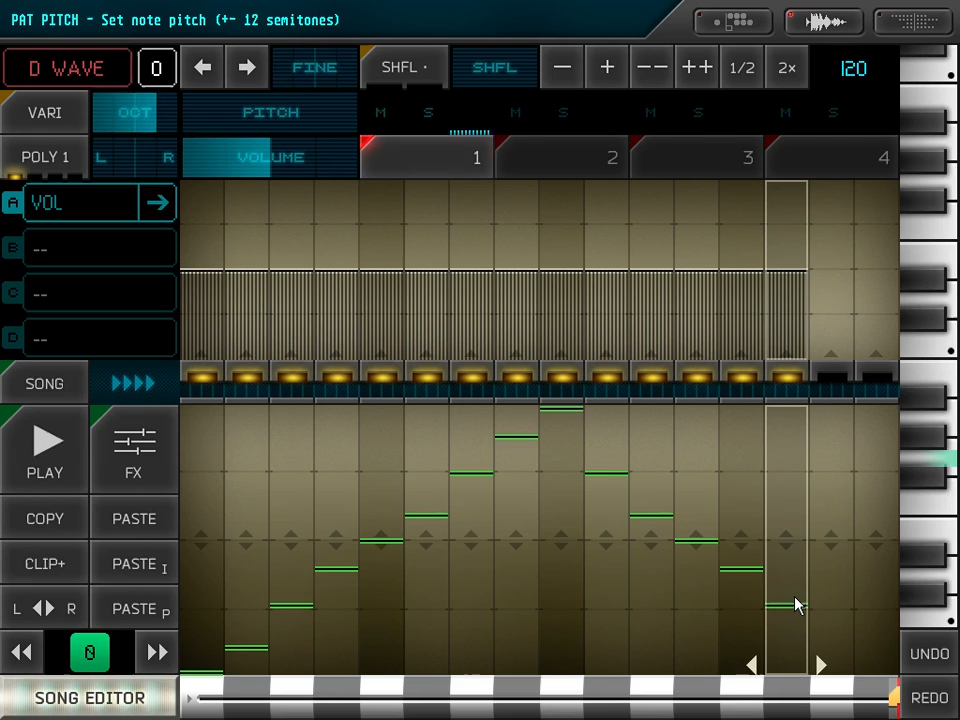 PAT PITCH - Set note pitch (+- 12 semitones)
D WAVE 0 FINE SHFL · SHFL − + −− ++ 1/2 2× 120
VARI OCT PITCH M S M S M S M S
POLY 1 L R VOLUME 1 2 3 4
A VOL
B --
C --
D --
SONG
PLAY FX
COPY PASTE
CLIP+ PASTE I
L R PASTE P
0 UNDO
SONG EDITOR REDO